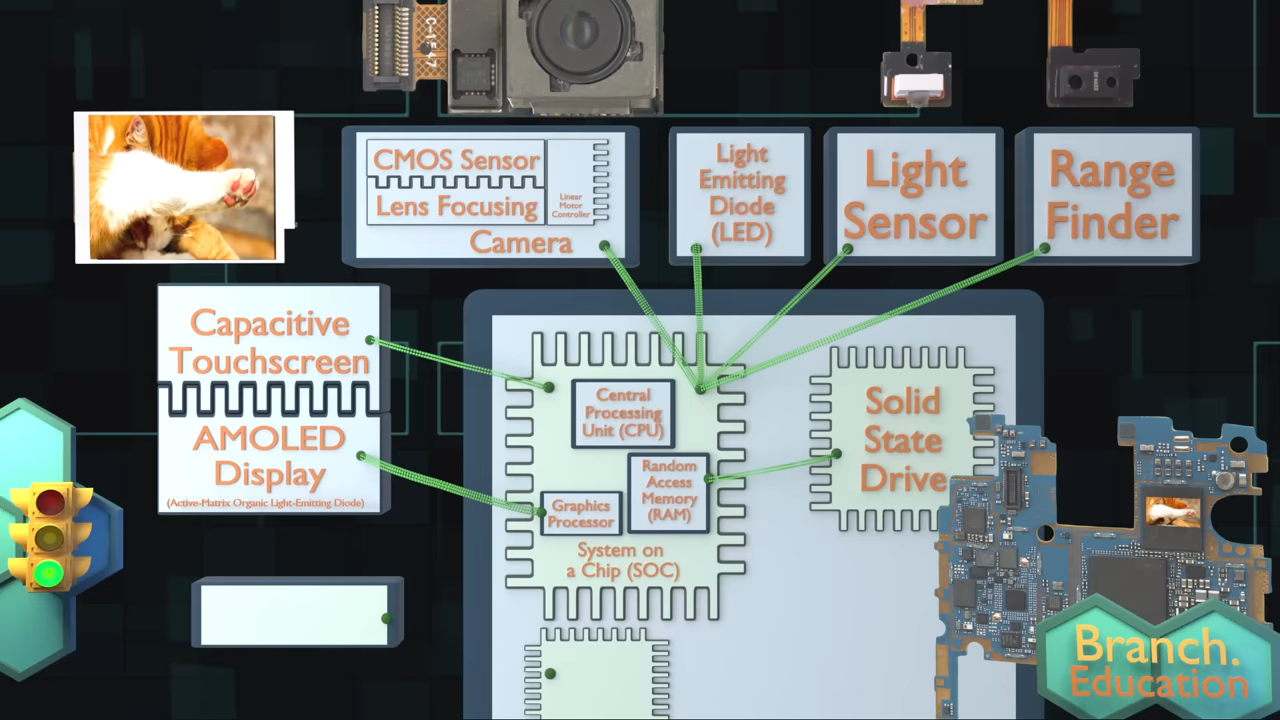 C-1547
CMOS Sensor
Lens Focusing
Linear
Motor
Controller
Camera
Light
Emitting
Diode
(LED)
Light
Sensor
Range
Finder
Capacitive
Touchscreen
AMOLED
Display
(Active-Matrix Organic Light-Emitting Diode)
Central
Processing
Unit (CPU)
Random
Access
Memory
(RAM)
Graphics
Processor
System on
a Chip (SOC)
Solid
State
Drive
Branch.
Education